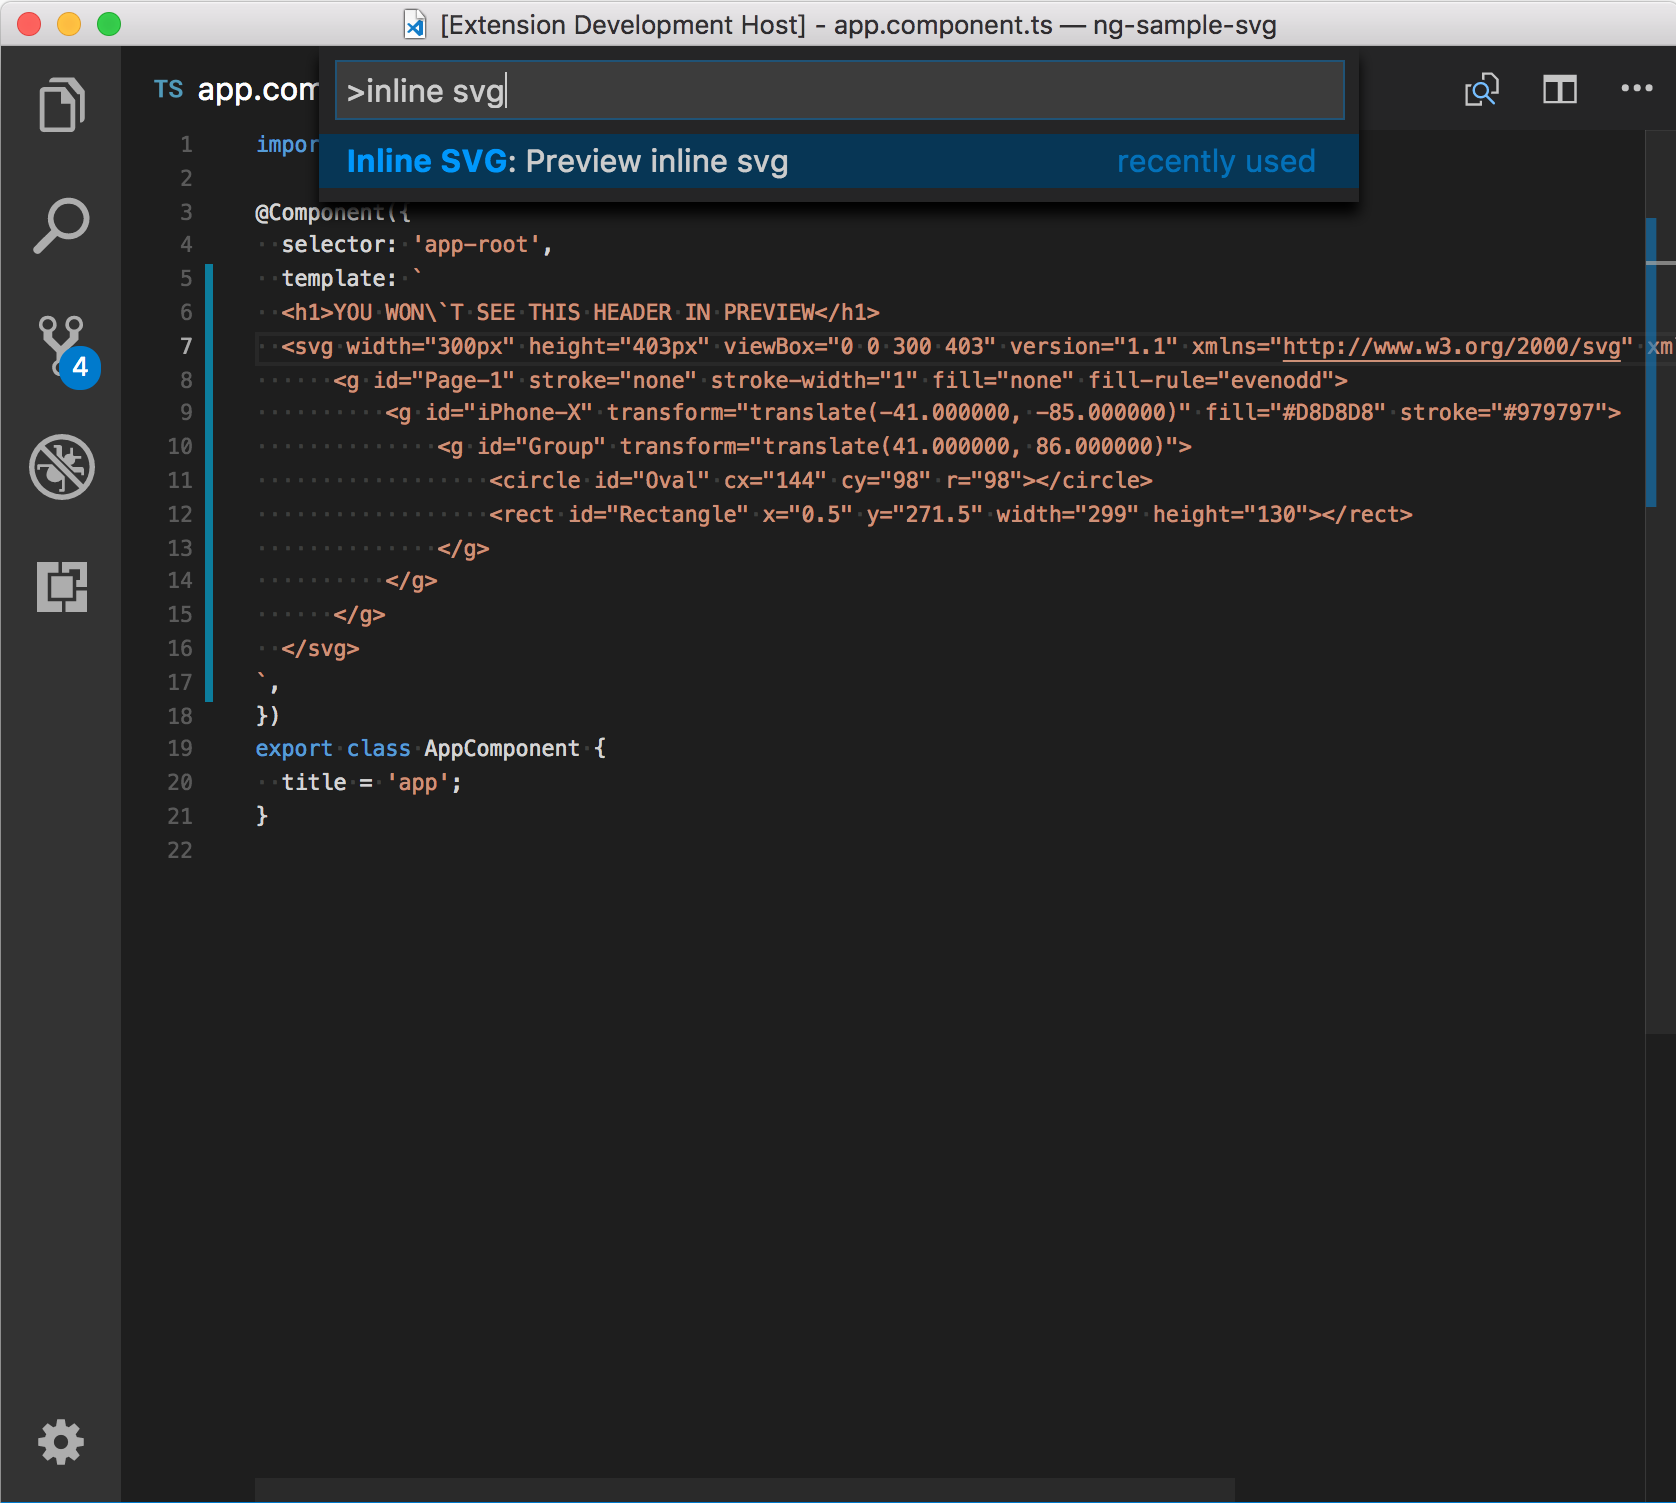 [Extension Development Host] - app.component.ts — ng-sample-svg
TS app.com
>inline svg
Inline SVG: Preview inline svg recently used
1 impor
2
3 @Component({
4 selector: 'app-root',
5 template: `
6 <h1>YOU WON\`T SEE THIS HEADER IN PREVIEW</h1>
7 <svg width="300px" height="403px" viewBox="0 0 300 403" version="1.1" xmlns="http://www.w3.org/2000/svg" xm
4
8 <g id="Page-1" stroke="none" stroke-width="1" fill="none" fill-rule="evenodd">
9 <g id="iPhone-X" transform="translate(-41.000000, -85.000000)" fill="#D8D8D8" stroke="#979797">
10 <g id="Group" transform="translate(41.000000, 86.000000)">
11 <circle id="Oval" cx="144" cy="98" r="98"></circle>
12 <rect id="Rectangle" x="0.5" y="271.5" width="299" height="130"></rect>
13 </g>
14 </g>
15 </g>
16 </svg>
17 `,
18 })
19 export class AppComponent {
20 title = 'app';
21 }
22